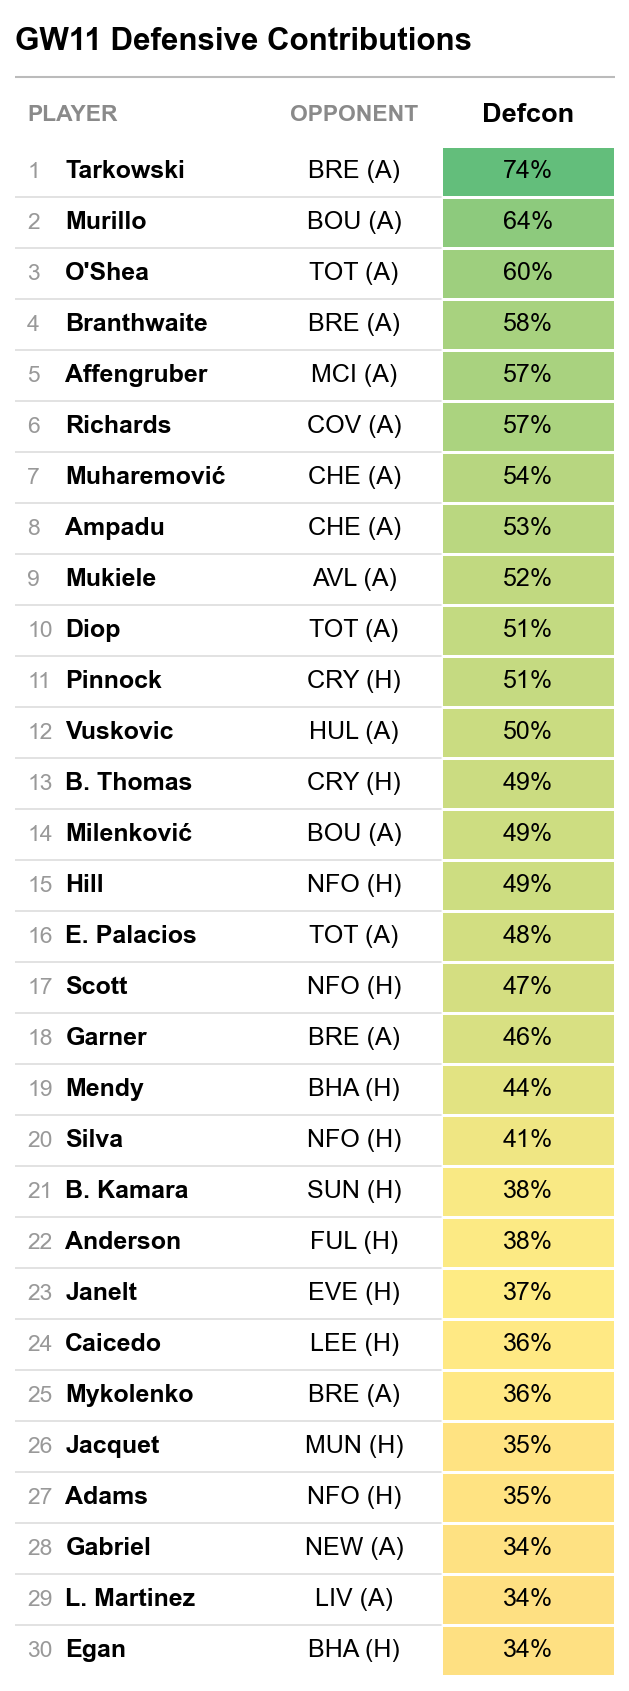 GW11 Defensive Contributions
PLAYER OPPONENT Defcon
1 Tarkowski BRE (A) 74%
2 Murillo BOU (A) 64%
3 O'Shea TOT (A) 60%
4 Branthwaite BRE (A) 58%
5 Affengruber MCI (A) 57%
6 Richards COV (A) 57%
7 Muharemović CHE (A) 54%
8 Ampadu CHE (A) 53%
9 Mukiele AVL (A) 52%
10 Diop TOT (A) 51%
11 Pinnock CRY (H) 51%
12 Vuskovic HUL (A) 50%
13 B. Thomas CRY (H) 49%
14 Milenković BOU (A) 49%
15 Hill NFO (H) 49%
16 E. Palacios TOT (A) 48%
17 Scott NFO (H) 47%
18 Garner BRE (A) 46%
19 Mendy BHA (H) 44%
20 Silva NFO (H) 41%
21 B. Kamara SUN (H) 38%
22 Anderson FUL (H) 38%
23 Janelt EVE (H) 37%
24 Caicedo LEE (H) 36%
25 Mykolenko BRE (A) 36%
26 Jacquet MUN (H) 35%
27 Adams NFO (H) 35%
28 Gabriel NEW (A) 34%
29 L. Martinez LIV (A) 34%
30 Egan BHA (H) 34%